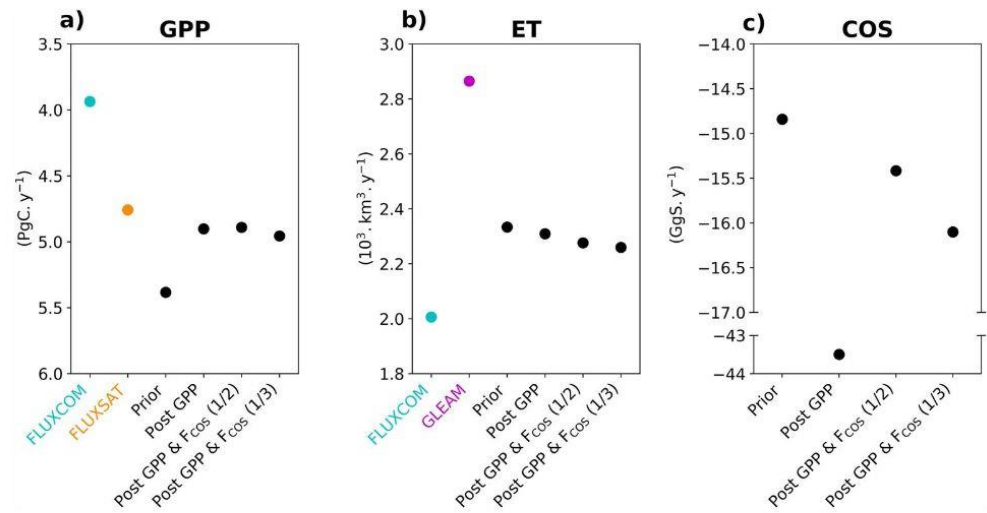 a)
GPP
3.5
4.0
4.5
5.0
5.5
6.0
(PgC. y⁻¹)
FLUXCOM
FLUXSAT
Prior
Post GPP
Post GPP & F_COS (1/2)
Post GPP & F_COS (1/3)
b)
ET
3.0
2.8
2.6
2.4
2.2
2.0
1.8
(10³. km³. y⁻¹)
FLUXCOM
GLEAM
Prior
Post GPP
Post GPP & F_COS (1/2)
Post GPP & F_COS (1/3)
c)
COS
−14.0
−14.5
−15.0
−15.5
−16.0
−16.5
−17.0
−43
−44
(GgS. y⁻¹)
Prior
Post GPP
Post GPP & F_COS (1/2)
Post GPP & F_COS (1/3)